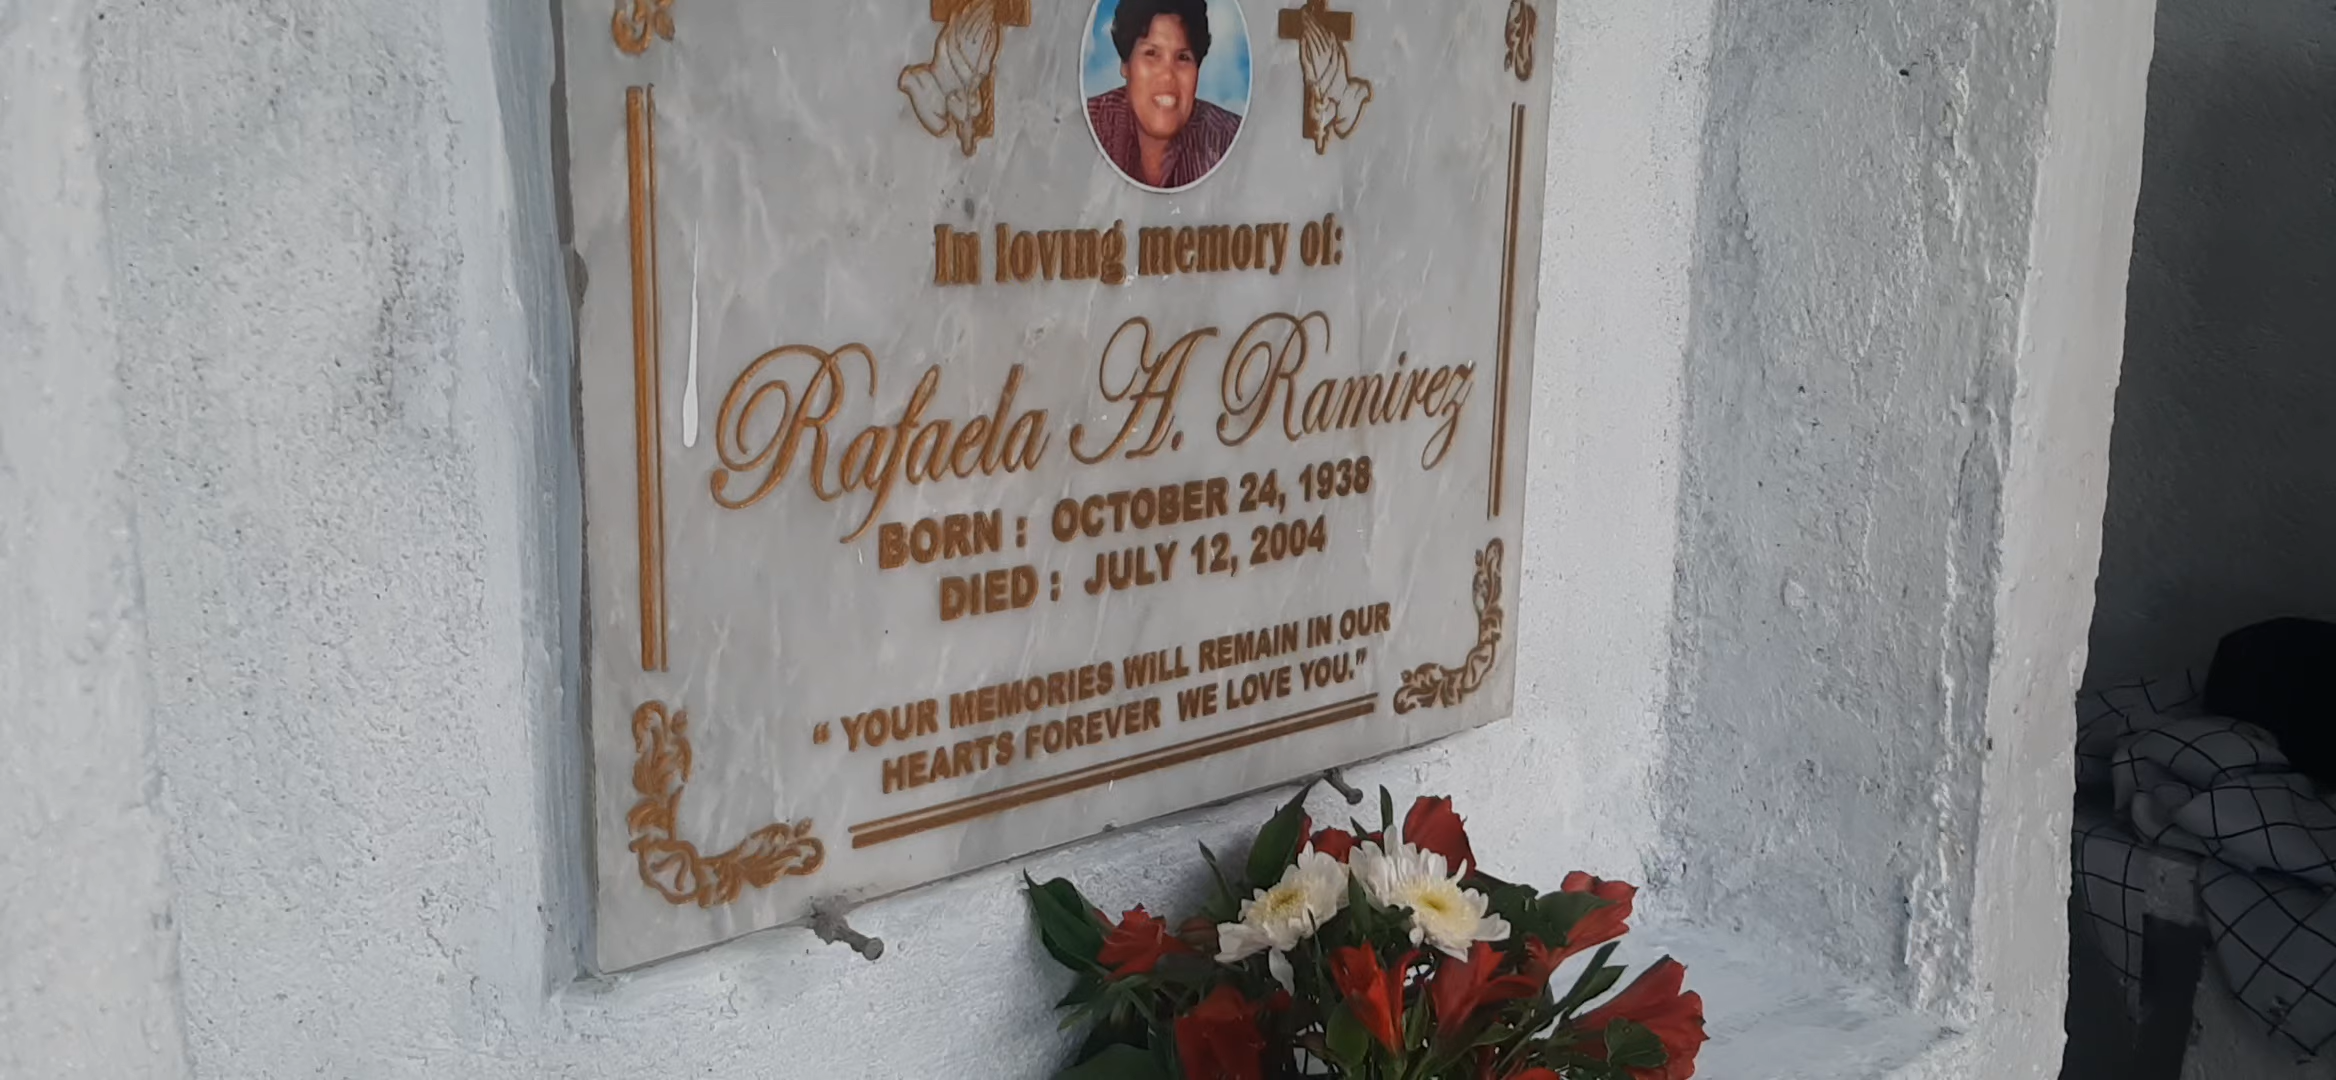 In loving memory of:
Rafaela A. Ramirez
BORN : OCTOBER 24, 1938
DIED : JULY 12, 2004
“ YOUR MEMORIES WILL REMAIN IN OUR
HEARTS FOREVER WE LOVE YOU.”